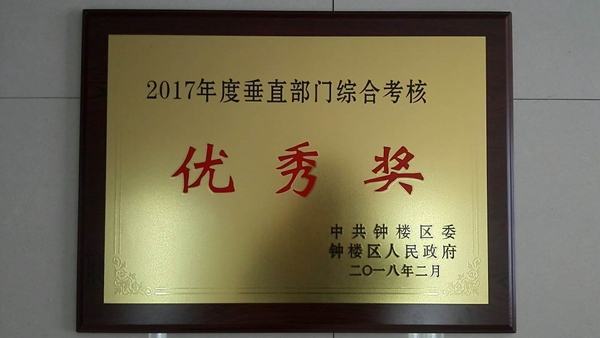 2017年度垂直部门综合考核
优秀奖
中共钟楼区委
钟楼区人民政府
二〇一八年二月